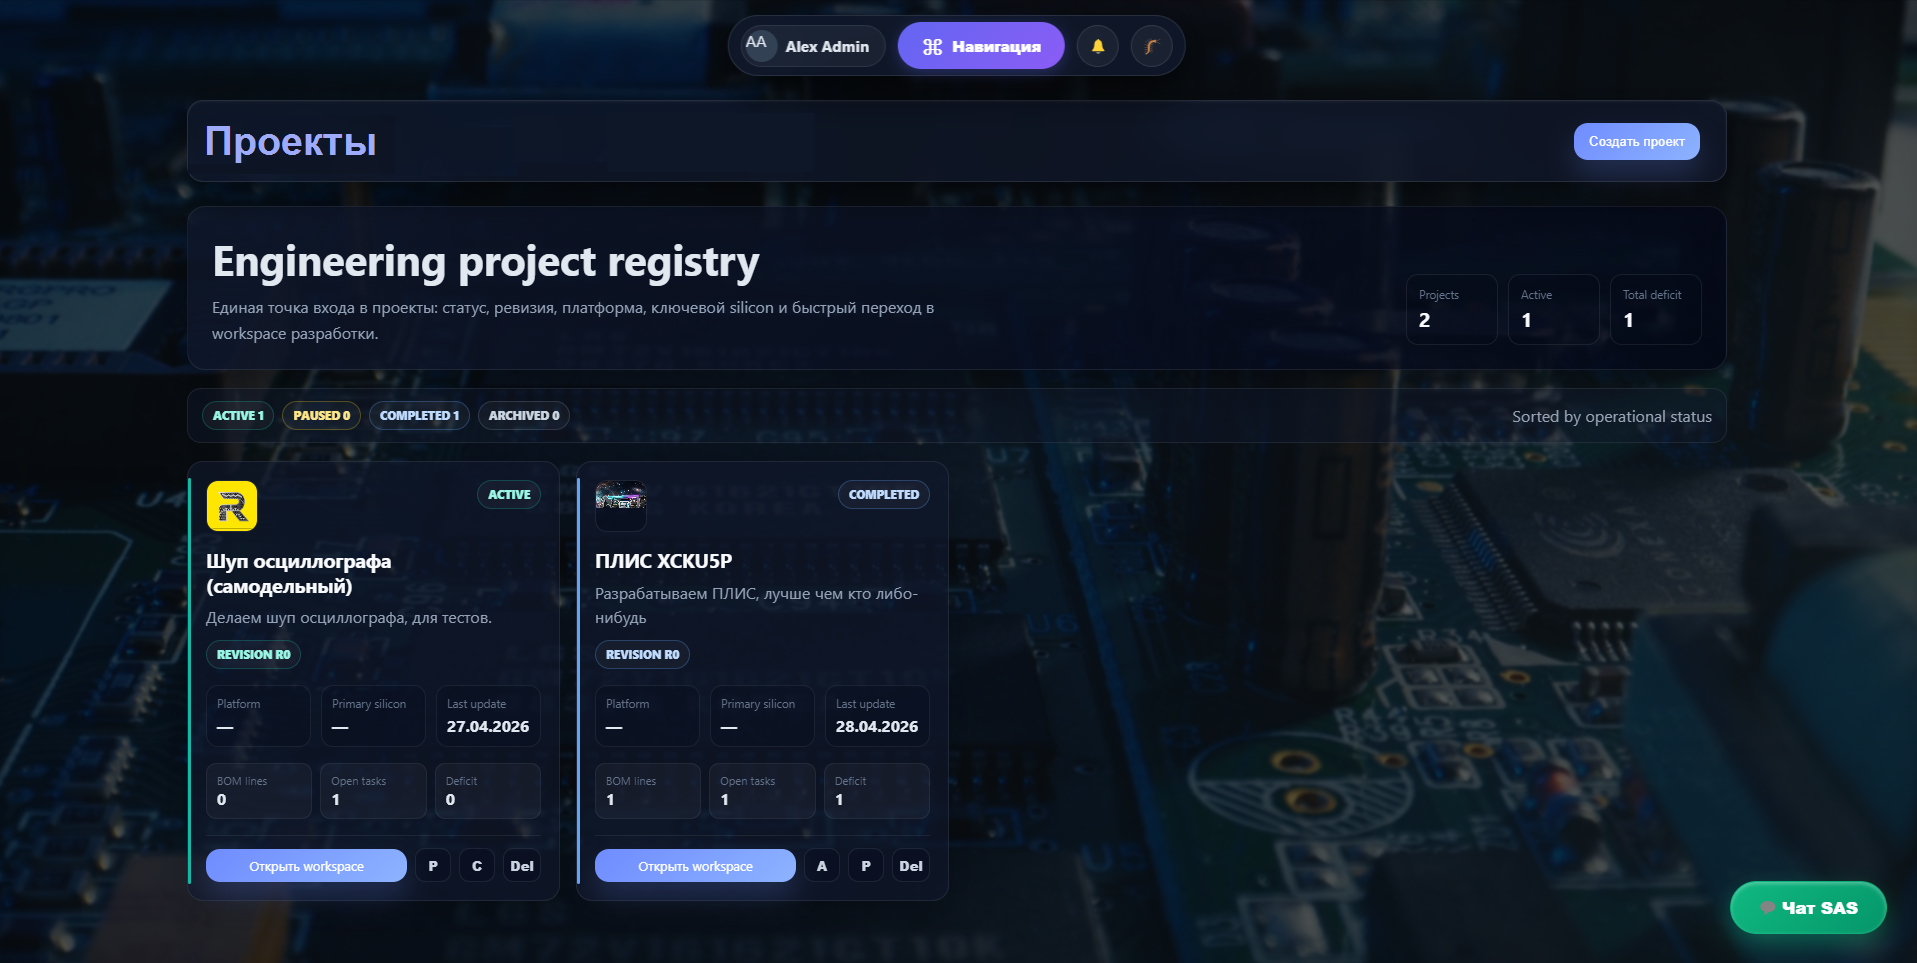 AA
Alex Admin
Навигация
Проекты
Создать проект
Engineering project registry
Единая точка входа в проекты: статус, ревизия, платформа, ключевой silicon и быстрый переход в
workspace разработки.
Projects
2
Active
1
Total deficit
1
ACTIVE 1
PAUSED 0
COMPLETED 1
ARCHIVED 0
Sorted by operational status
R
ACTIVE
Шуп осциллографа
(самодельный)
Делаем шуп осциллографа, для тестов.
REVISION R0
Platform
—
Primary silicon
—
Last update
27.04.2026
BOM lines
0
Open tasks
1
Deficit
0
Открыть workspace
P
C
Del
COMPLETED
ПЛИС XCKU5P
Разрабатываем ПЛИС, лучше чем кто либо-
нибудь
REVISION R0
Platform
—
Primary silicon
—
Last update
28.04.2026
BOM lines
1
Open tasks
1
Deficit
1
Открыть workspace
A
P
Del
Чат SAS
U4
U6
U5